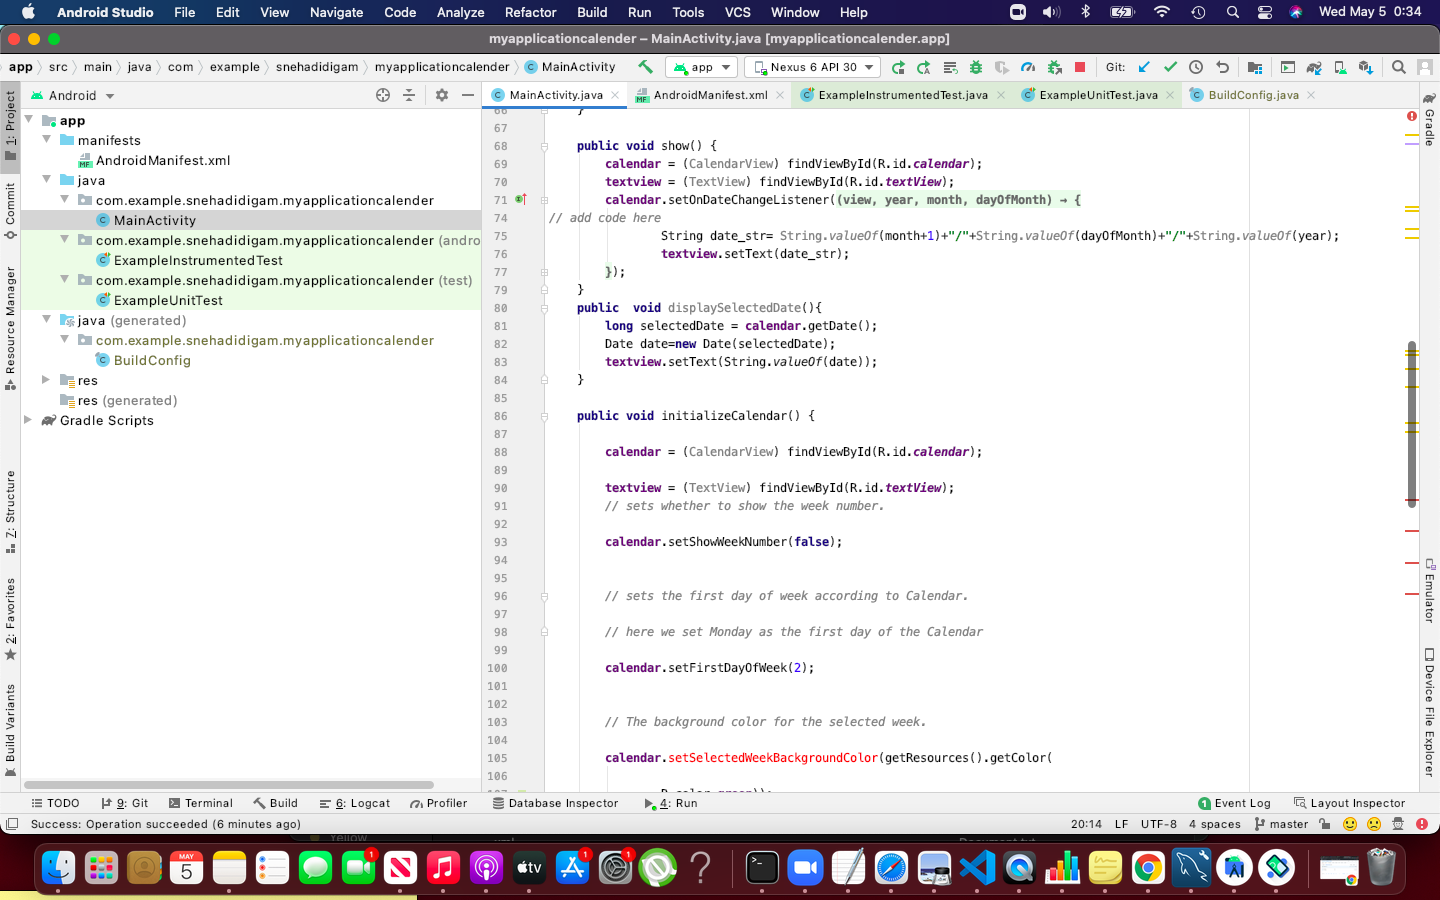 Android Studio File Edit View Navigate Code Analyze Refactor Build Run Tools VCS Window Help Wed May 5 0:34
myapplicationcalender – MainActivity.java [myapplicationcalender.app]
app src main java com example snehadidigam myapplicationcalender MainActivity app Nexus 6 API 30 Git:
Android
MainActivity.java AndroidManifest.xml ExampleInstrumentedTest.java ExampleUnitTest.java BuildConfig.java
1: Project
Commit
Resource Manager
Z: Structure
2: Favorites
Build Variants
app
manifests
AndroidManifest.xml
java
com.example.snehadidigam.myapplicationcalender
MainActivity
com.example.snehadidigam.myapplicationcalender (andro
ExampleInstrumentedTest
com.example.snehadidigam.myapplicationcalender (test)
ExampleUnitTest
java (generated)
com.example.snehadidigam.myapplicationcalender
BuildConfig
res
res (generated)
Gradle Scripts
66 }
67
68 public void show() {
69 calendar = (CalendarView) findViewById(R.id.calendar);
70 textview = (TextView) findViewById(R.id.textView);
71 calendar.setOnDateChangeListener((view, year, month, dayOfMonth) → {
74 // add code here
75 String date_str= String.valueOf(month+1)+"/"+String.valueOf(dayOfMonth)+"/"+String.valueOf(year);
76 textview.setText(date_str);
77 });
79 }
80 public  void displaySelectedDate(){
81 long selectedDate = calendar.getDate();
82 Date date=new Date(selectedDate);
83 textview.setText(String.valueOf(date));
84 }
85
86 public void initializeCalendar() {
87
88 calendar = (CalendarView) findViewById(R.id.calendar);
89
90 textview = (TextView) findViewById(R.id.textView);
91 // sets whether to show the week number.
92
93 calendar.setShowWeekNumber(false);
94
95
96 // sets the first day of week according to Calendar.
97
98 // here we set Monday as the first day of the Calendar
99
100 calendar.setFirstDayOfWeek(2);
101
102
103 // The background color for the selected week.
104
105 calendar.setSelectedWeekBackgroundColor(getResources().getColor(
106
Gradle
Emulator
Device File Explorer
TODO 9: Git Terminal Build 6: Logcat Profiler Database Inspector 4: Run 1 Event Log Layout Inspector
Success: Operation succeeded (6 minutes ago) 20:14 LF UTF-8 4 spaces master
Yellow
MAY
5
1
tv
1
1